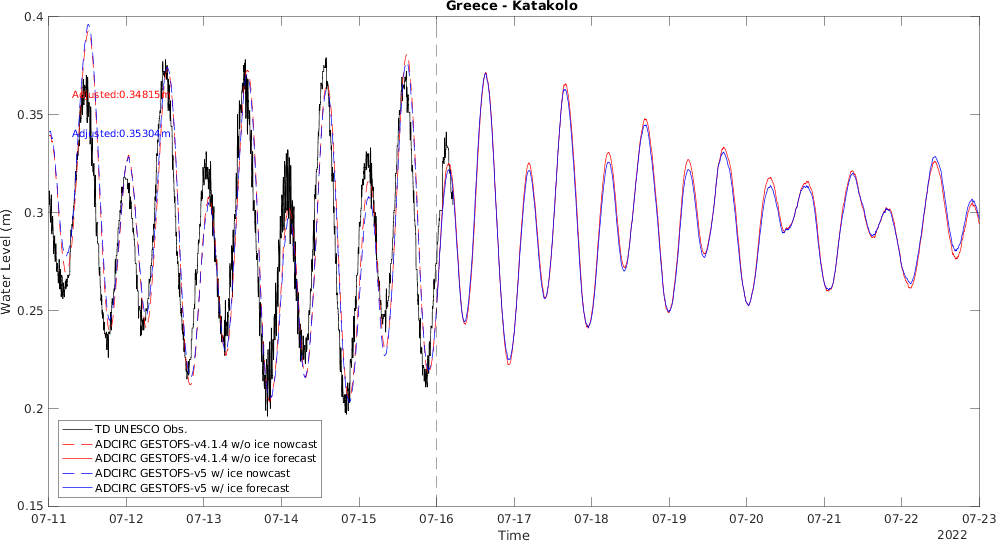 Greece - Katakolo
0.4
0.35
0.3
0.25
0.2
0.15
Water Level (m)
Adjusted:0.34815m
Adjusted:0.35304m
TD UNESCO Obs.
ADCIRC GESTOFS-v4.1.4 w/o ice nowcast
ADCIRC GESTOFS-v4.1.4 w/o ice forecast
ADCIRC GESTOFS-v5 w/ ice nowcast
ADCIRC GESTOFS-v5 w/ ice forecast
07-11 07-12 07-13 07-14 07-15 07-16 07-17 07-18 07-19 07-20 07-21 07-22 07-23
Time
2022